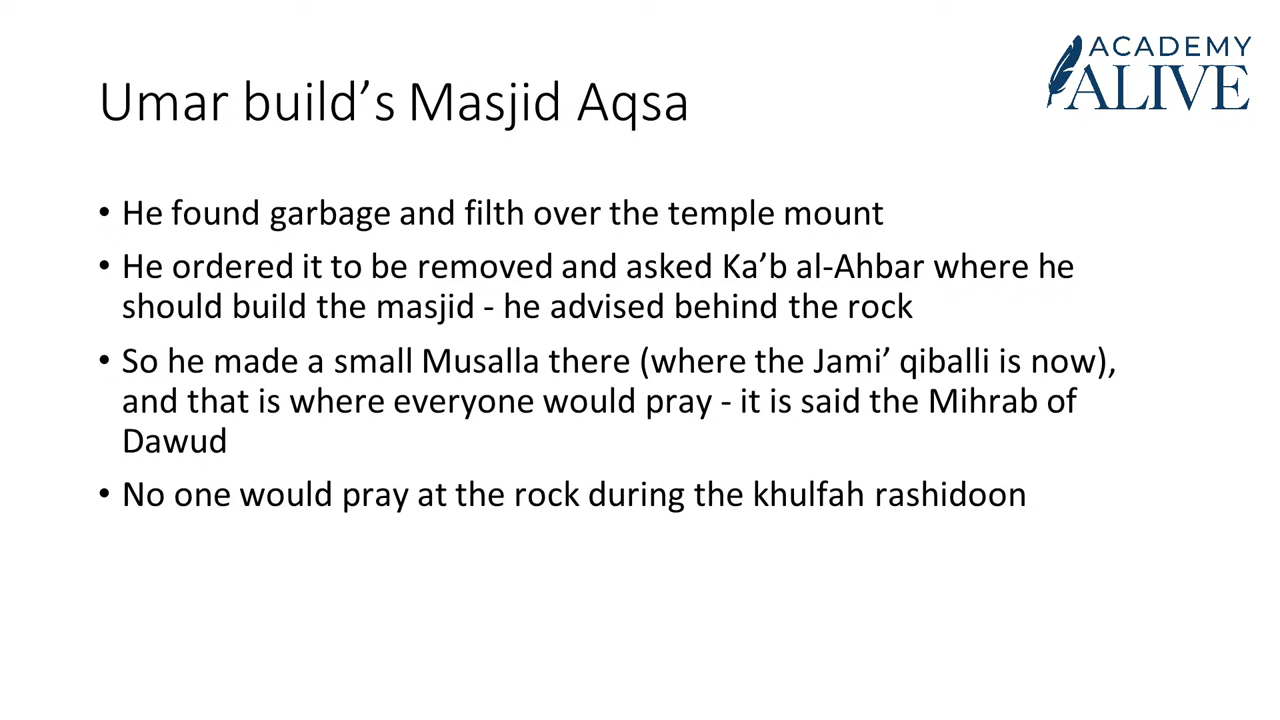 ACADEMY
ALIVE
Umar build’s Masjid Aqsa
• He found garbage and filth over the temple mount
• He ordered it to be removed and asked Ka’b al-Ahbar where he
should build the masjid - he advised behind the rock
• So he made a small Musalla there (where the Jami’ qiballi is now),
and that is where everyone would pray - it is said the Mihrab of
Dawud
• No one would pray at the rock during the khulfah rashidoon